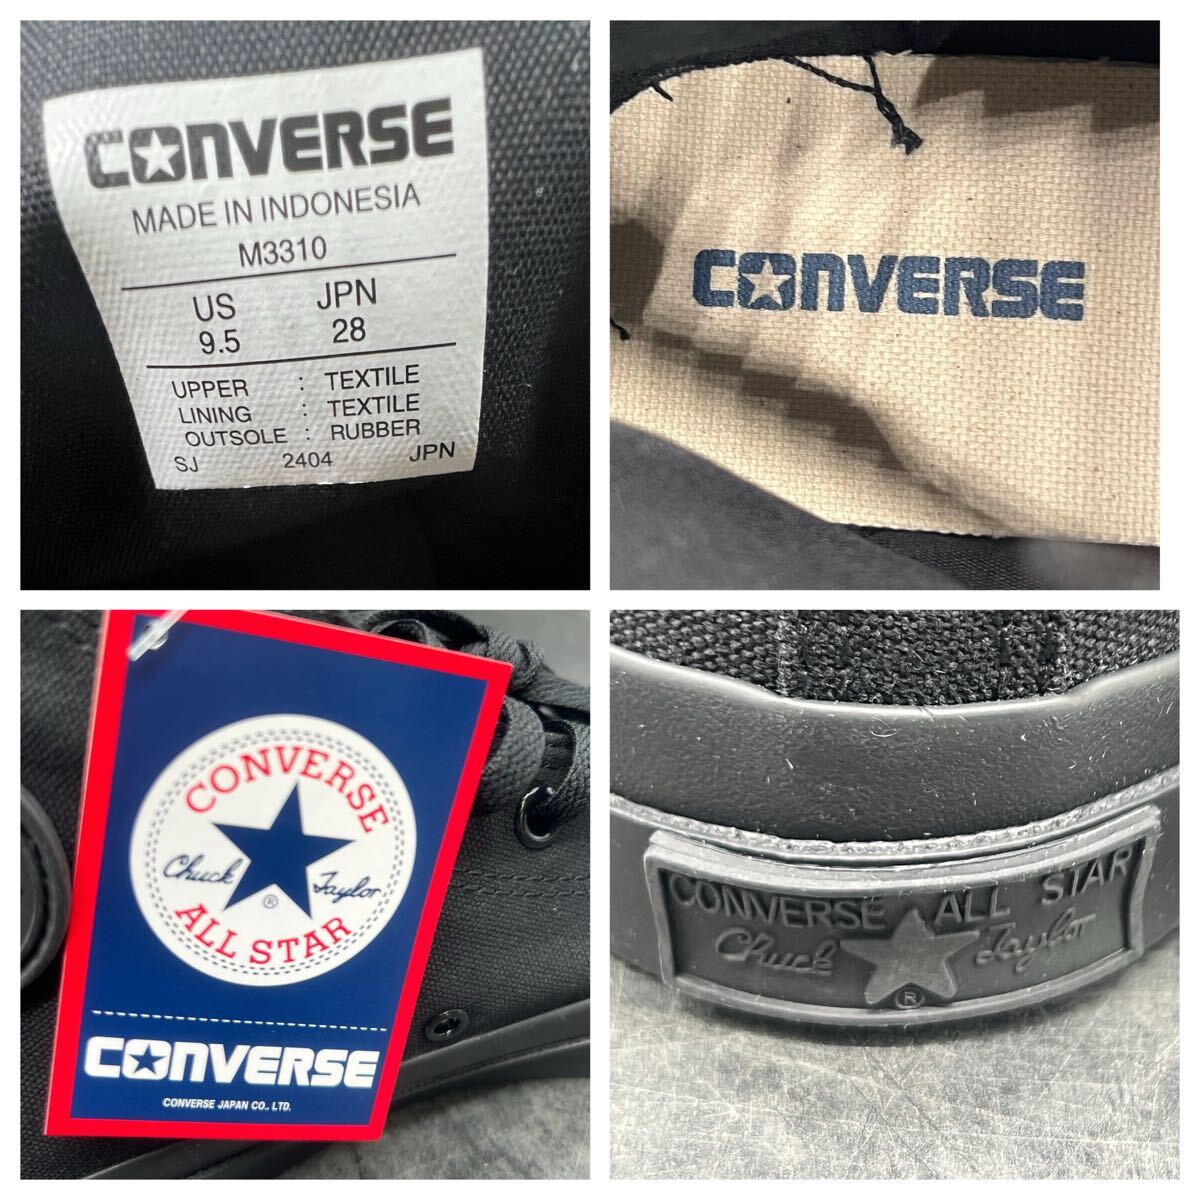 CONVERSE
MADE IN INDONESIA
M3310
US JPN
9.5 28
UPPER : TEXTILE
LINING : TEXTILE
OUTSOLE : RUBBER
SJ 2404 JPN
CONVERSE
CONVERSE
Chuck Taylor
®
ALL STAR
CONVERSE
CONVERSE JAPAN CO., LTD.
CONVERSE ALL STAR
Chuck Taylor
®